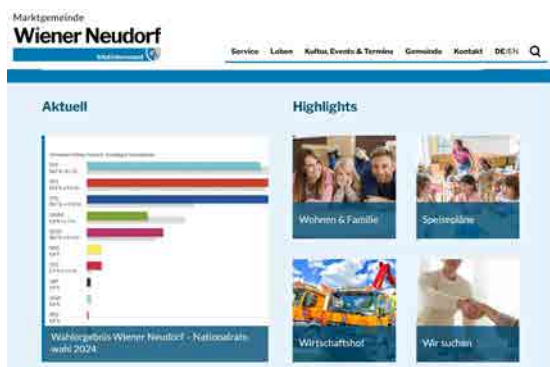 Marktgemeinde
Wiener Neudorf
Service Leben Kultur, Events & Termine Gemeinde Kontakt DE/EN
Aktuell
Highlights
Wahlergebnis Wiener Neudorf - Nationalrats-
wahl 2024
Wohnen & Familie
Speisepläne
Wirtschaftshof
Wir suchen